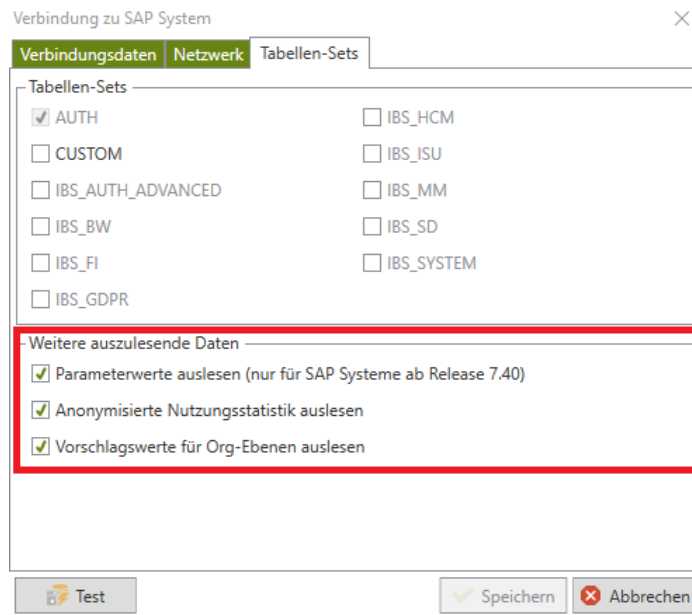 Verbindung zu SAP System
Verbindungsdaten Netzwerk Tabellen-Sets
Tabellen-Sets
AUTH IBS_HCM
CUSTOM IBS_ISU
IBS_AUTH_ADVANCED IBS_MM
IBS_BW IBS_SD
IBS_FI IBS_SYSTEM
IBS_GDPR
Weitere auszulesende Daten
Parameterwerte auslesen (nur für SAP Systeme ab Release 7.40)
Anonymisierte Nutzungsstatistik auslesen
Vorschlagswerte für Org-Ebenen auslesen
Test Speichern Abbrechen